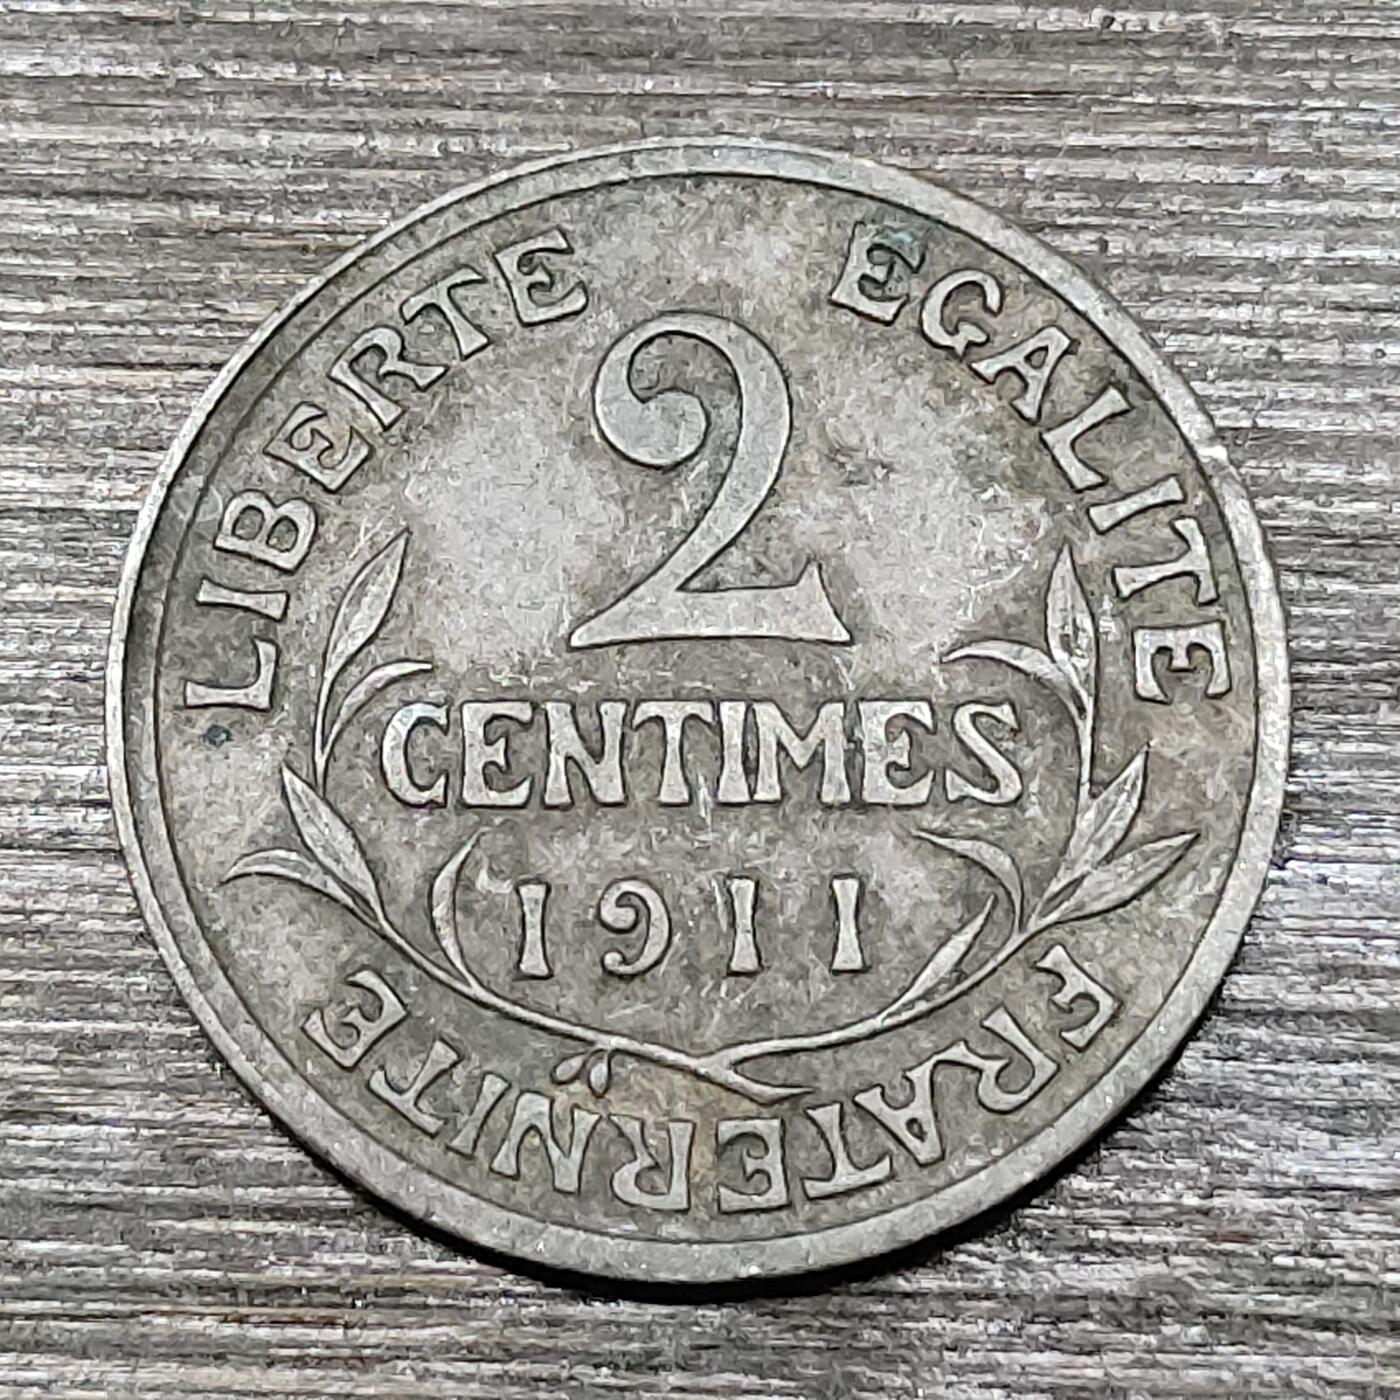 LIBERTE EGALITE FRATERNITE
2
CENTIMES
1911